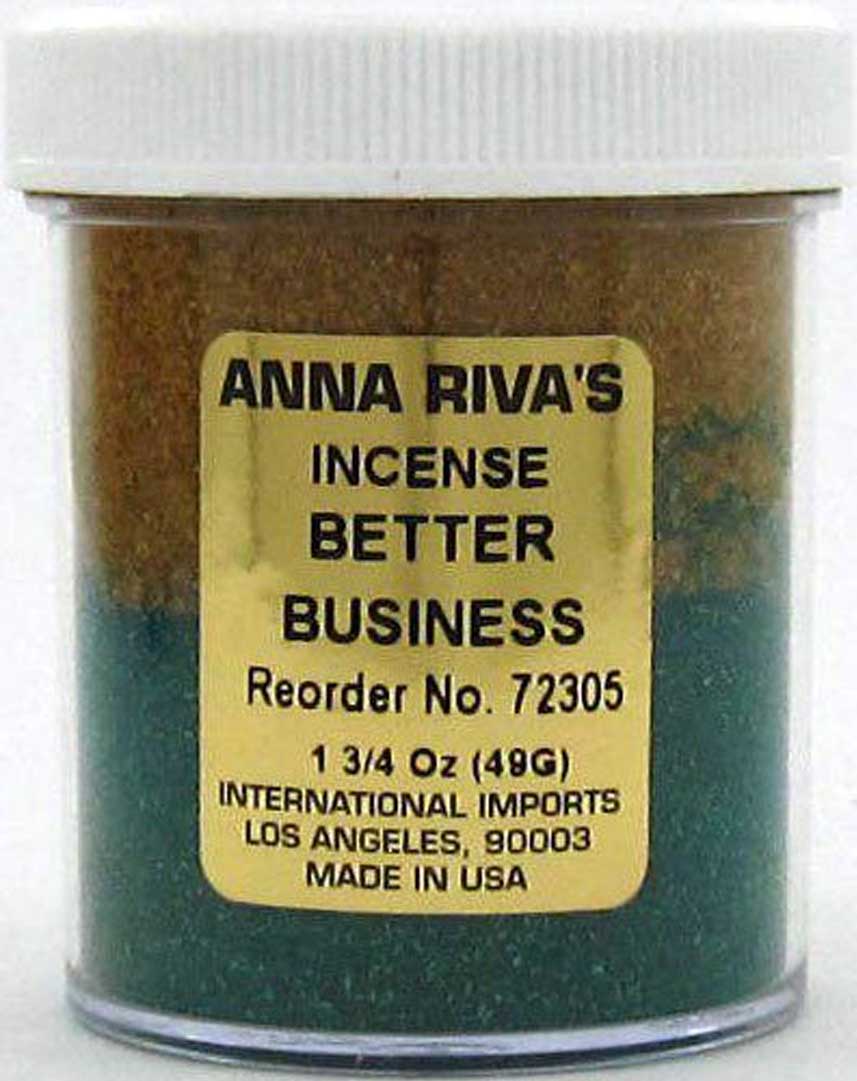 ANNA RIVA'S
INCENSE
BETTER
BUSINESS
Reorder No. 72305
1 3/4 Oz (49G)
INTERNATIONAL IMPORTS
LOS ANGELES, 90003
MADE IN USA